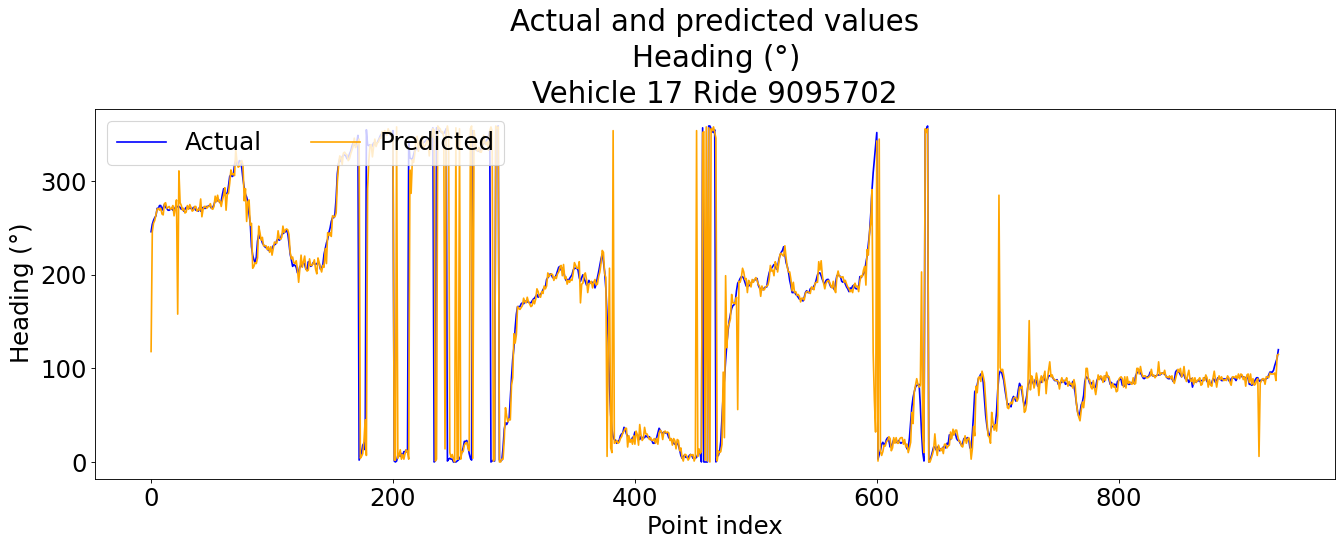 Actual and predicted values
Heading (°)
Vehicle 17 Ride 9095702
Actual
Predicted
Heading (°)
300
200
100
0
0
200
400
600
800
Point index